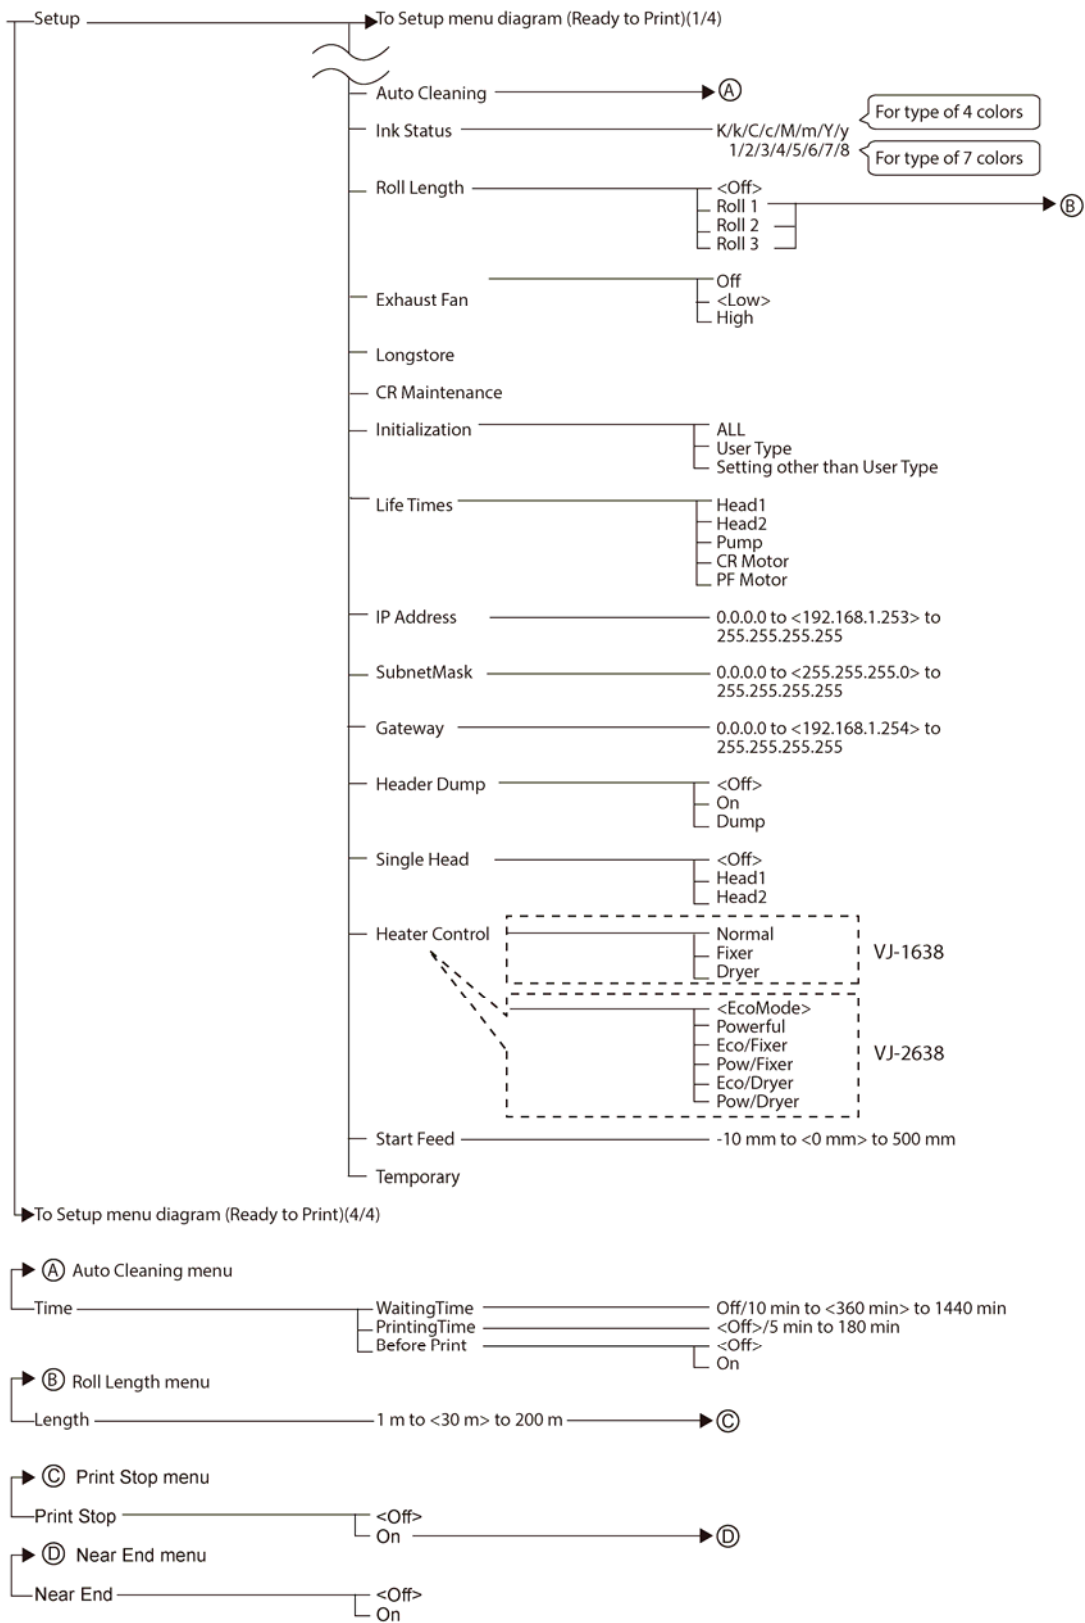 Setup
To Setup menu diagram (Ready to Print)(1/4)
Auto Cleaning
A
Ink Status
K/k/C/c/M/m/Y/y
For type of 4 colors
1/2/3/4/5/6/7/8
For type of 7 colors
Roll Length
<Off>
Roll 1
B
Roll 2
Roll 3
Exhaust Fan
Off
<Low>
High
Longstore
CR Maintenance
Initialization
ALL
User Type
Setting other than User Type
Life Times
Head1
Head2
Pump
CR Motor
PF Motor
IP Address
0.0.0.0 to <192.168.1.253> to
255.255.255.255
SubnetMask
0.0.0.0 to <255.255.255.0> to
255.255.255.255
Gateway
0.0.0.0 to <192.168.1.254> to
255.255.255.255
Header Dump
<Off>
On
Dump
Single Head
<Off>
Head1
Head2
Heater Control
Normal
Fixer
Dryer
VJ-1638
<EcoMode>
Powerful
Eco/Fixer
Pow/Fixer
Eco/Dryer
Pow/Dryer
VJ-2638
Start Feed
-10 mm to <0 mm> to 500 mm
Temporary
To Setup menu diagram (Ready to Print)(4/4)
A Auto Cleaning menu
Time
WaitingTime
Off/10 min to <360 min> to 1440 min
PrintingTime
<Off>/5 min to 180 min
Before Print
<Off>
On
B Roll Length menu
Length
1 m to <30 m> to 200 m
C
C Print Stop menu
Print Stop
<Off>
On
D
D Near End menu
Near End
<Off>
On